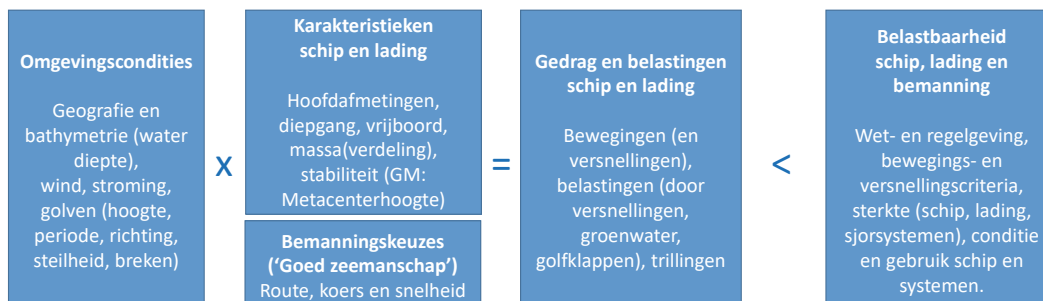 Omgevingscondities
Geografie en
bathymetrie (water
diepte),
wind, stroming,
golven (hoogte,
periode, richting,
steilheid, breken)
x
Karakteristieken
schip en lading
Hoofdafmetingen,
diepgang, vrijboord,
massa(verdeling),
stabiliteit (GM:
Metacenterhoogte)
Bemanningskeuzes
(‘Goed zeemanschap’)
Route, koers en snelheid
=
Gedrag en belastingen
schip en lading
Bewegingen (en
versnellingen),
belastingen (door
versnellingen,
groenwater,
golfklappen), trillingen
<
Belastbaarheid
schip, lading en
bemanning
Wet- en regelgeving,
bewegings- en
versnellingscriteria,
sterkte (schip, lading,
sjorsystemen), conditie
en gebruik schip en
systemen.